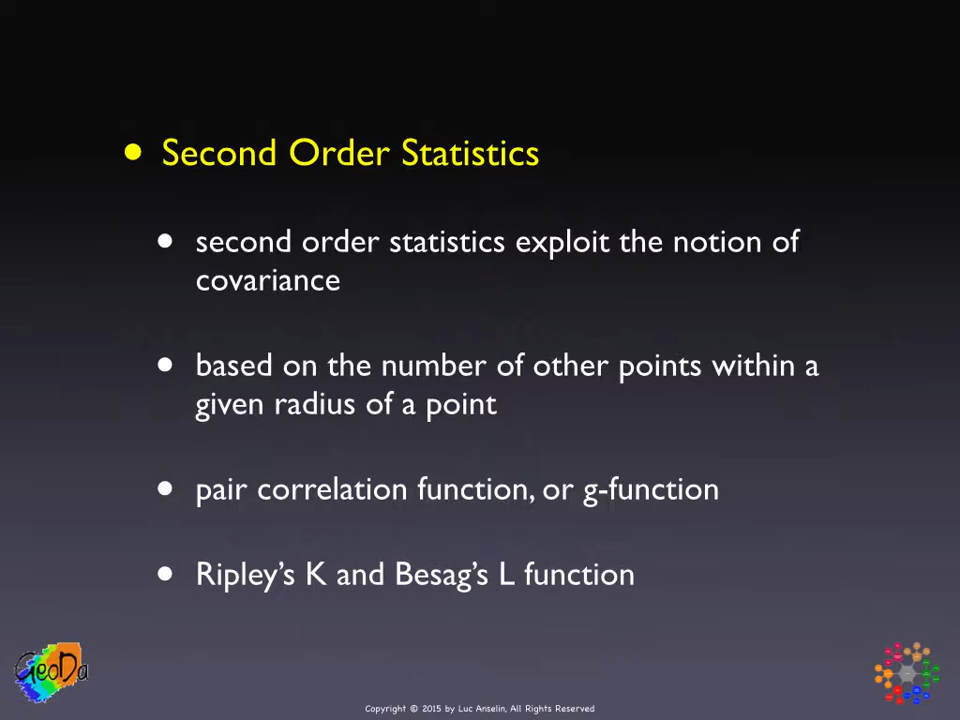 • Second Order Statistics
• second order statistics exploit the notion of
covariance
• based on the number of other points within a
given radius of a point
• pair correlation function, or g-function
• Ripley’s K and Besag’s L function
GeoDa
Copyright © 2015 by Luc Anselin, All Rights Reserved